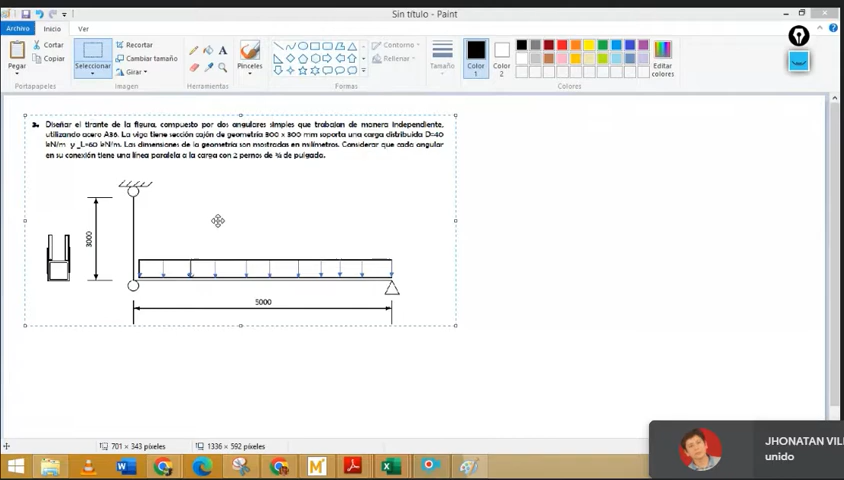 Sin título - Paint
Archivo
Inicio
Ver
Pegar
Cortar
Copiar
Portapapeles
Seleccionar
Recortar
Cambiar tamaño
Girar
Imagen
Herramientas
Pinceles
Formas
Contorno
Rellenar
Tamaño
Color
1
Color
2
Editar
colores
Colores
3. Diseñar el tirante de la figura, compuesto por dos angulares simples que trabajan de manera independiente,
utilizando acero A36. La viga tiene sección cajón de geometría 300 x 300 mm soporta una carga distribuida D=40
kN/m y _L=60 kN/m. Las dimensiones de la geometría son mostradas en milímetros. Considerar que cada angular
en su conexión tiene una línea paralela a la carga con 2 pernos de ¾ de pulgada.
3000
5000
701 × 343 píxeles
1336 × 592 píxeles
JHONATAN VIL
unido